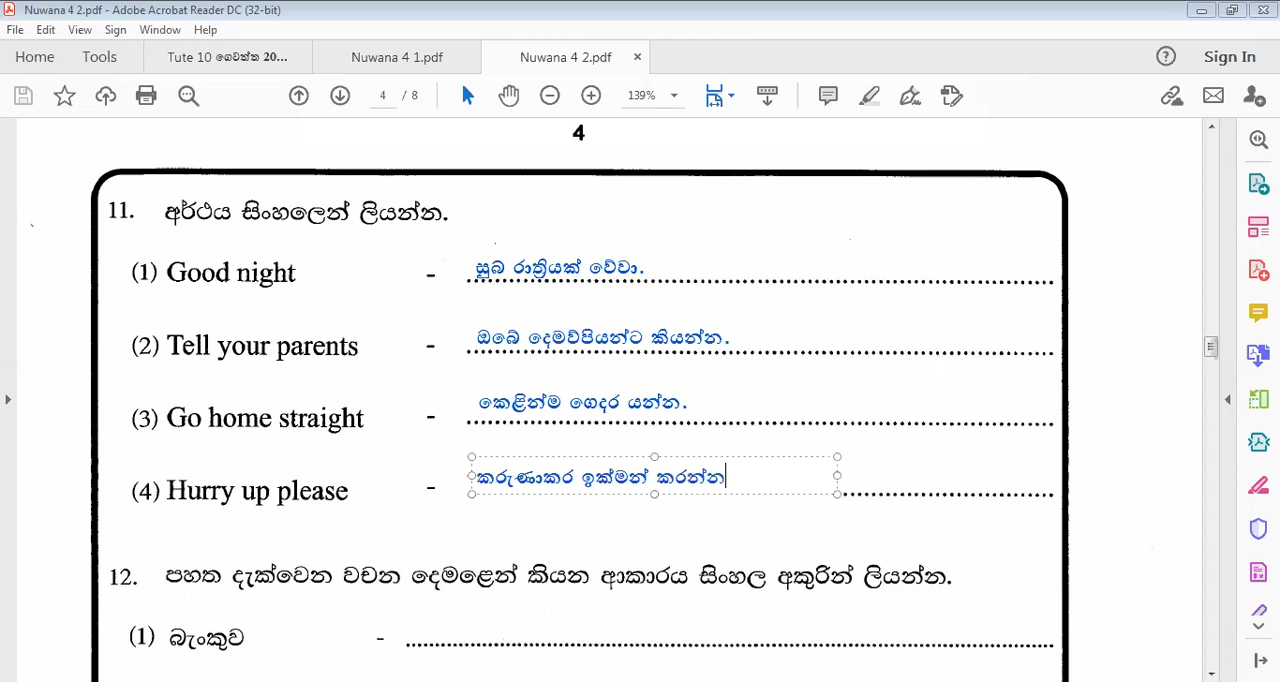 Nuwana 4 2.pdf - Adobe Acrobat Reader DC (32-bit)
File Edit View Sign Window Help
Home Tools Tute 10 ගෙවත්ත 20... Nuwana 4 1.pdf Nuwana 4 2.pdf × Sign In
4 / 8 139%
4
11. අර්ථය සිංහලෙන් ලියන්න.
(1) Good night - සුබ රාත්‍රියක් වේවා.
(2) Tell your parents - ඔබේ දෙමව්පියන්ට කියන්න.
(3) Go home straight - කෙළින්ම ගෙදර යන්න.
(4) Hurry up please - කරුණාකර ඉක්මන් කරන්න
12. පහත දැක්වෙන වචන දෙමළෙන් කියන ආකාරය සිංහල අකුරින් ලියන්න.
(1) බැංකුව -